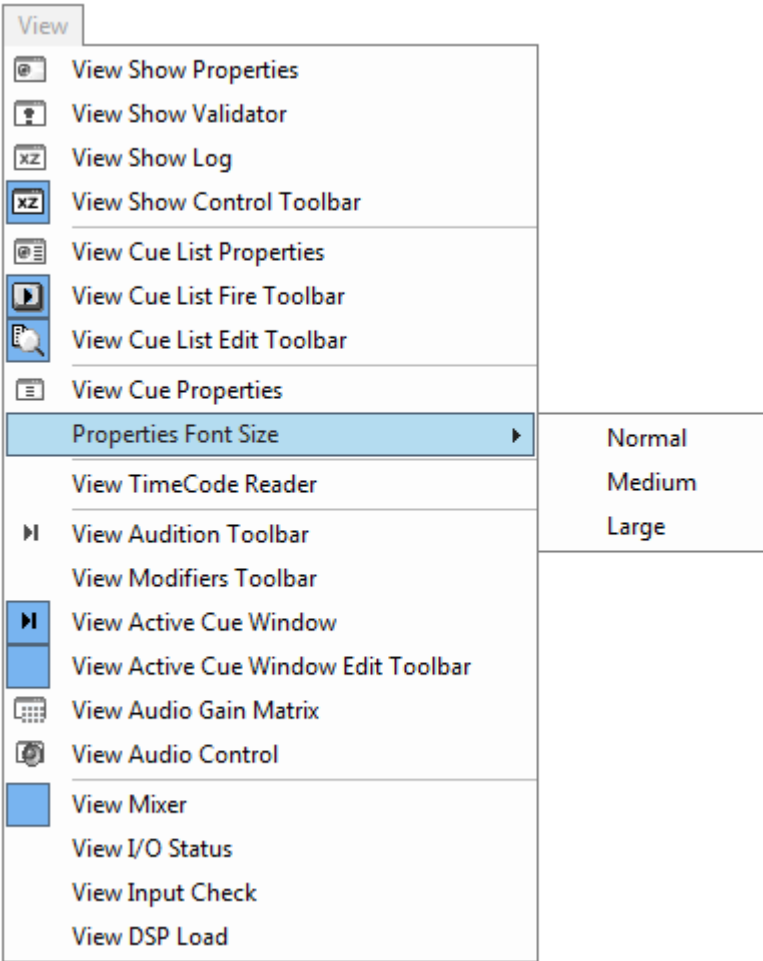 View
View Show Properties
View Show Validator
View Show Log
View Show Control Toolbar
View Cue List Properties
View Cue List Fire Toolbar
View Cue List Edit Toolbar
View Cue Properties
Properties Font Size
Normal
Medium
Large
View TimeCode Reader
View Audition Toolbar
View Modifiers Toolbar
View Active Cue Window
View Active Cue Window Edit Toolbar
View Audio Gain Matrix
View Audio Control
View Mixer
View I/O Status
View Input Check
View DSP Load